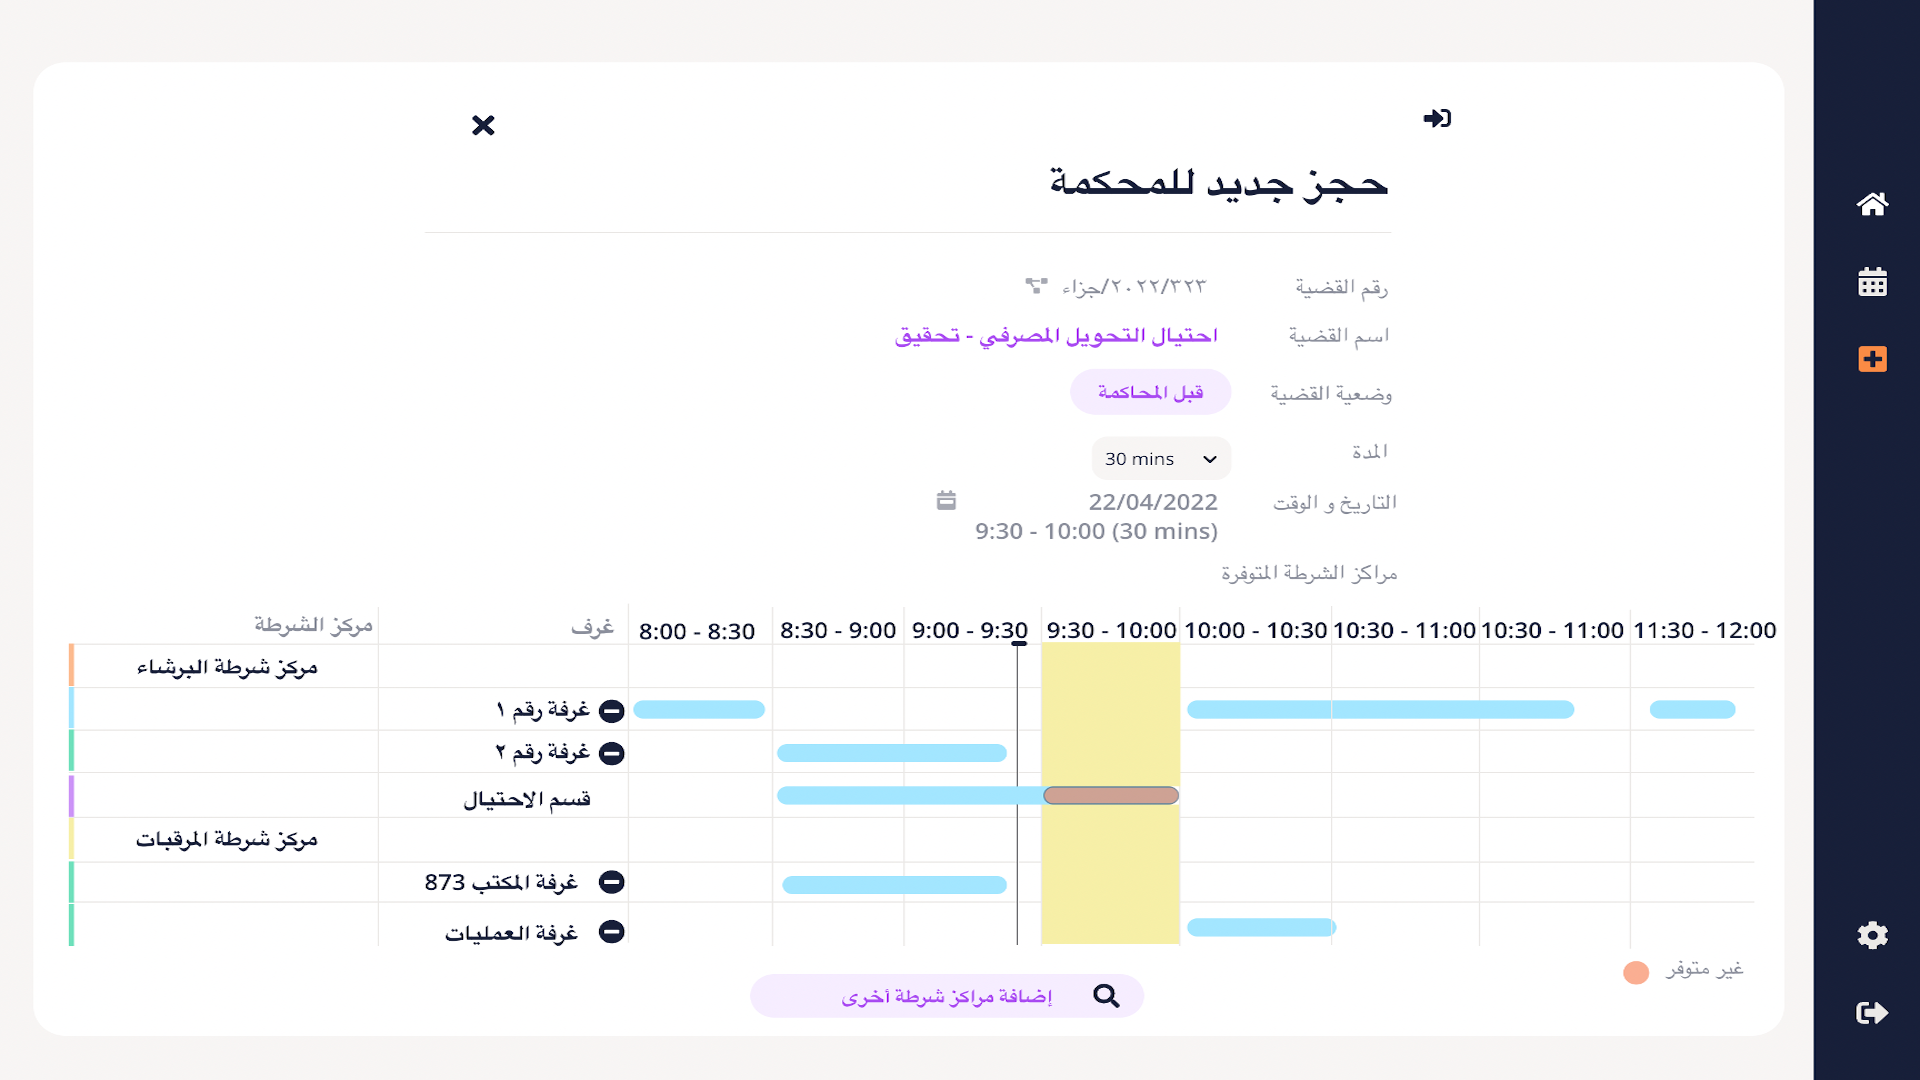 حجز جديد للمحكمة
رقم القضية ٢٠٢٢/٣٢٣/جزاء
اسم القضية احتيال التحويل المصرفي - تحقيق
وضعية القضية قبل المحاكمة
المدة 30 mins
التاريخ و الوقت 22/04/2022
9:30 - 10:00 (30 mins)
مراكز الشرطة المتوفرة
مركز الشرطة غرف 8:00 - 8:30 8:30 - 9:00 9:00 - 9:30 9:30 - 10:00 10:00 - 10:30 10:30 - 11:00 10:30 - 11:00 11:30 - 12:00
مركز شرطة البرشاء
غرفة رقم ١
غرفة رقم ٢
قسم الاحتيال
مركز شرطة المرقبات
غرفة المكتب 873
غرفة العمليات
غير متوفر
إضافة مراكز شرطة أخرى